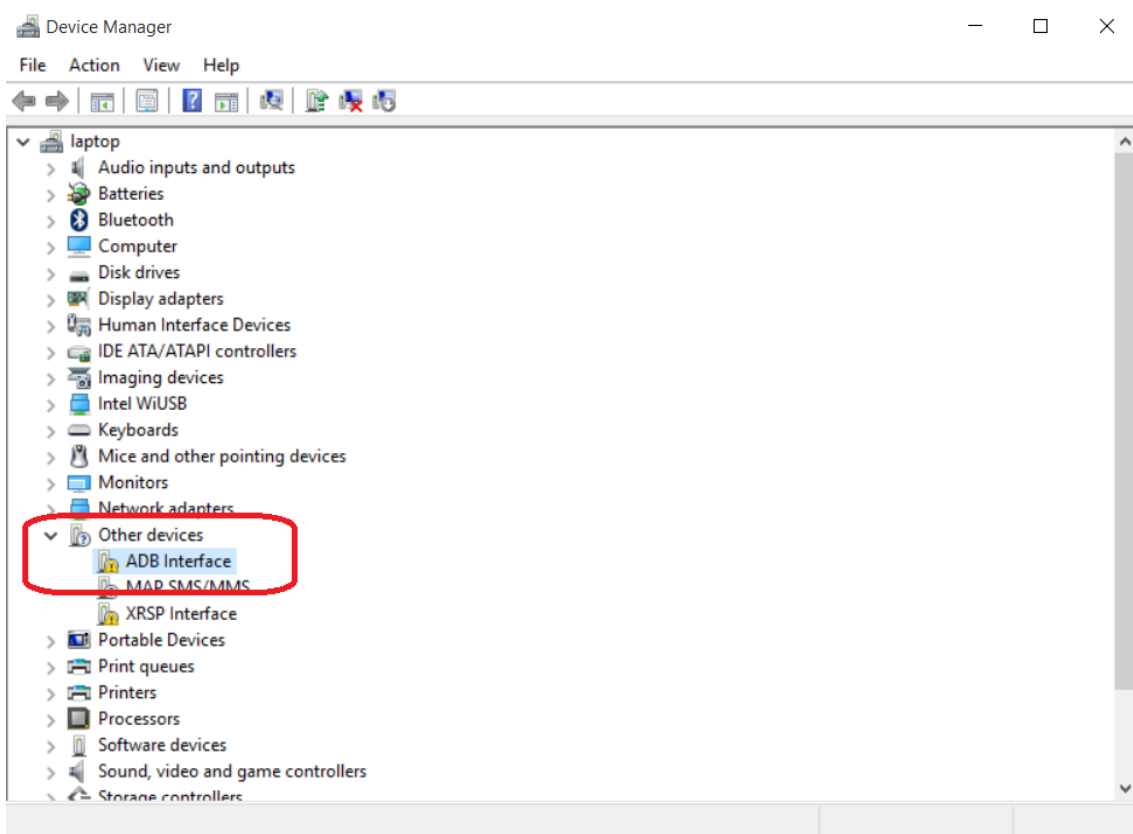 Device Manager
File Action View Help
laptop
Audio inputs and outputs
Batteries
Bluetooth
Computer
Disk drives
Display adapters
Human Interface Devices
IDE ATA/ATAPI controllers
Imaging devices
Intel WiUSB
Keyboards
Mice and other pointing devices
Monitors
Network adapters
Other devices
ADB Interface
MAP SMS/MMS
XRSP Interface
Portable Devices
Print queues
Printers
Processors
Software devices
Sound, video and game controllers
Storage controllers